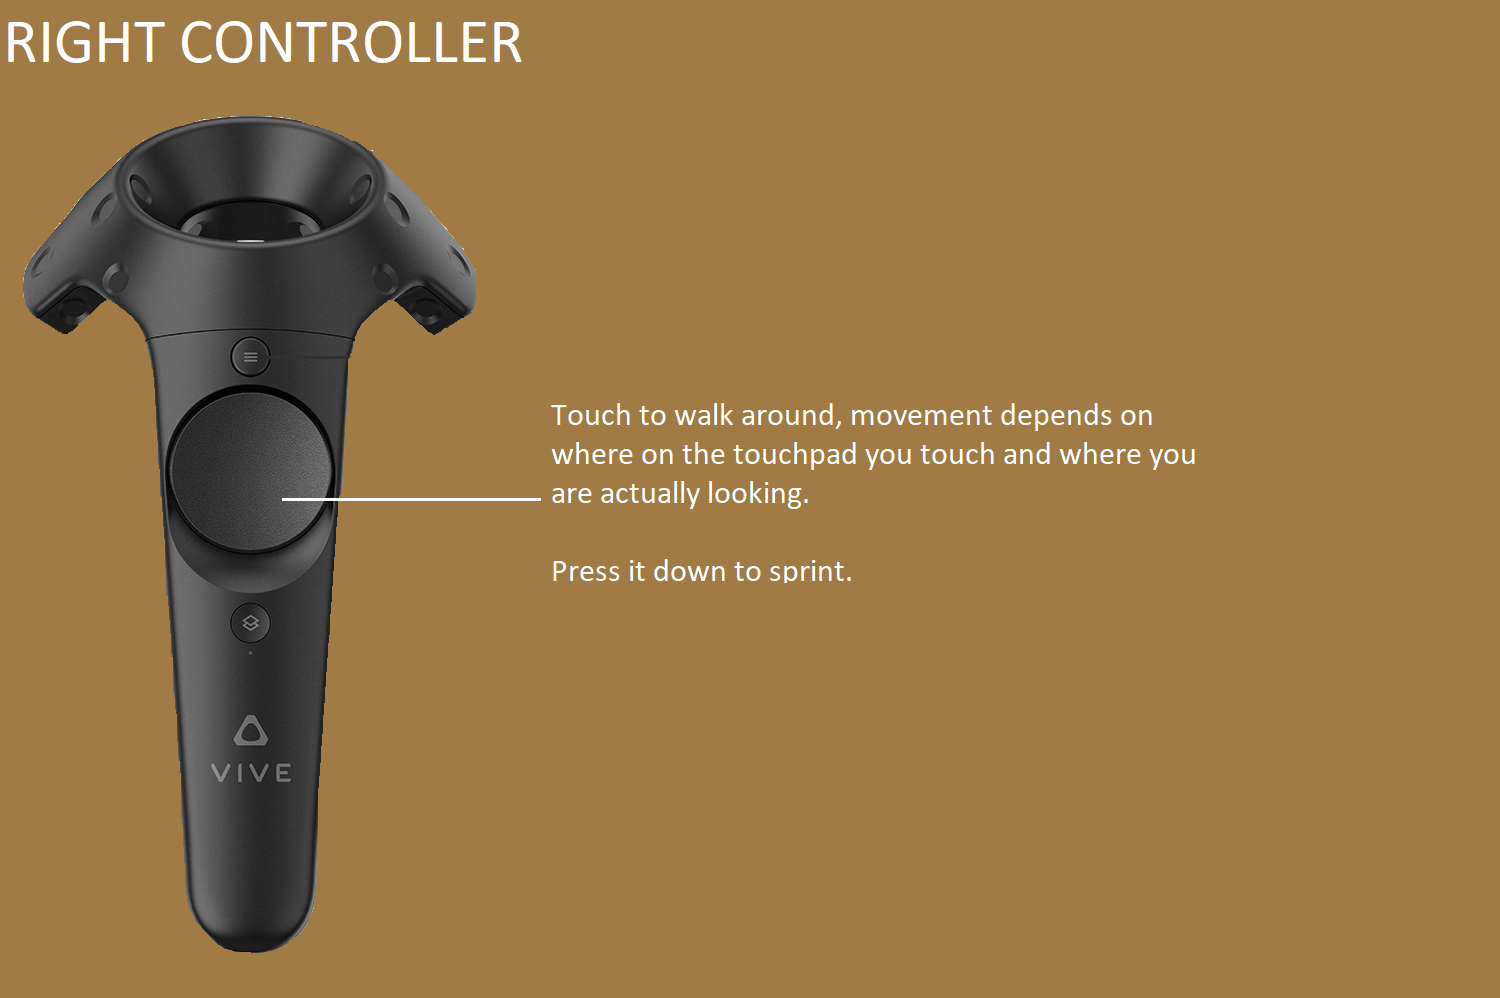 RIGHT CONTROLLER
Touch to walk around, movement depends on
where on the touchpad you touch and where you
are actually looking.
Press it down to sprint.
VIVE